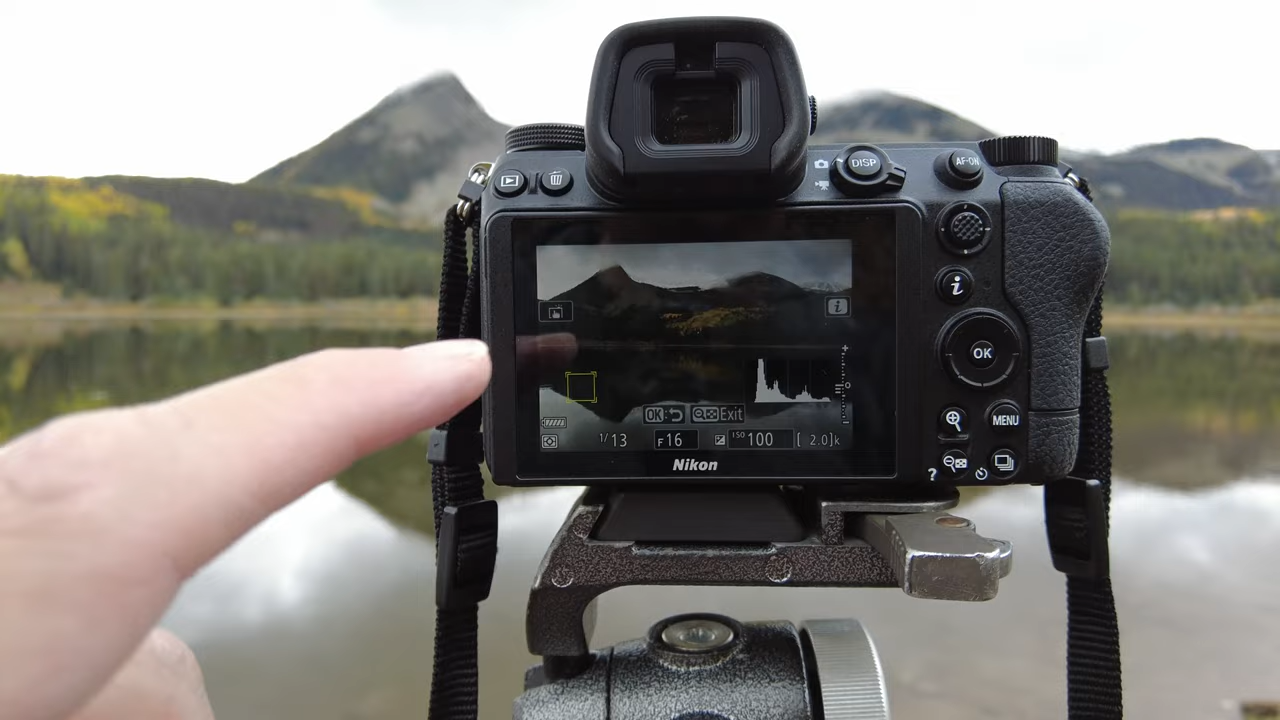 DISP
AF-ON
i
i
OK
OK Exit
1/13 F16 ISO 100 [ 2.0]k
MENU
Nikon
?